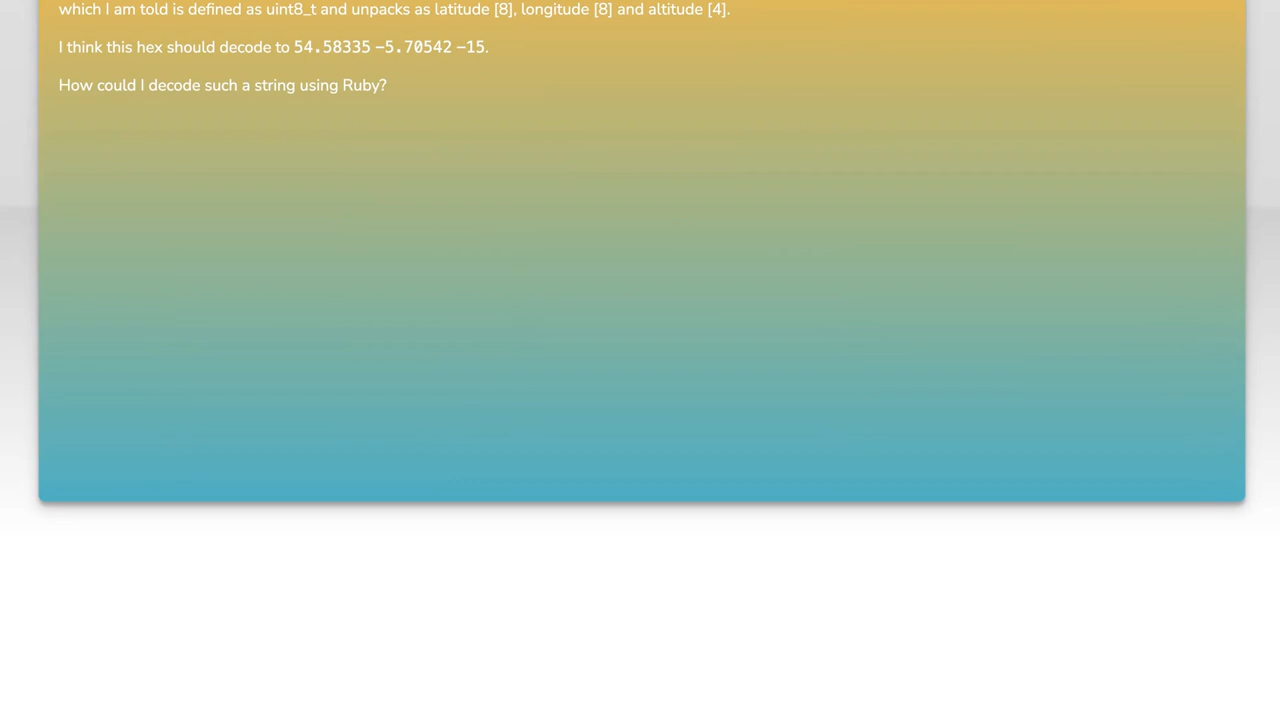 which I am told is defined as uint8_t and unpacks as latitude [8], longitude [8] and altitude [4].
I think this hex should decode to 54.58335 −5.70542 −15.
How could I decode such a string using Ruby?